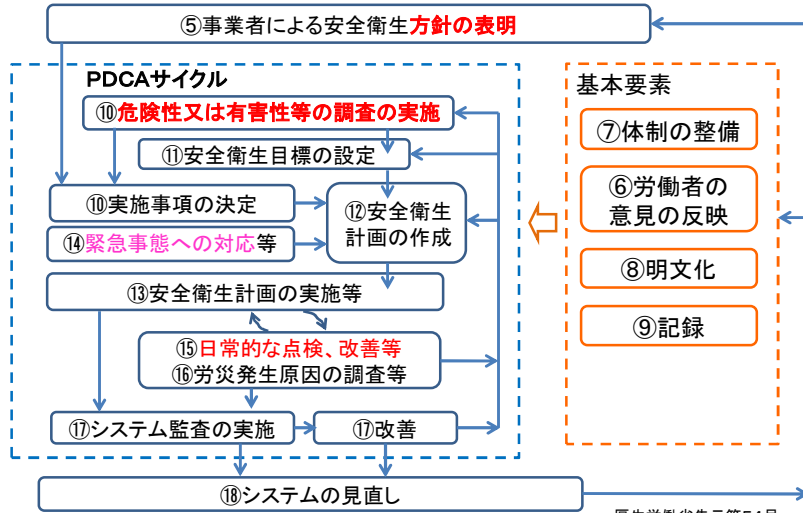 ⑤事業者による安全衛生方針の表明
PDCAサイクル
⑩危険性又は有害性等の調査の実施
⑪安全衛生目標の設定
⑩実施事項の決定
⑫安全衛生
計画の作成
⑭緊急事態への対応等
⑬安全衛生計画の実施等
⑮日常的な点検、改善等
⑯労災発生原因の調査等
⑰システム監査の実施
⑰改善
⑱システムの見直し
基本要素
⑦体制の整備
⑥労働者の
意見の反映
⑧明文化
⑨記録